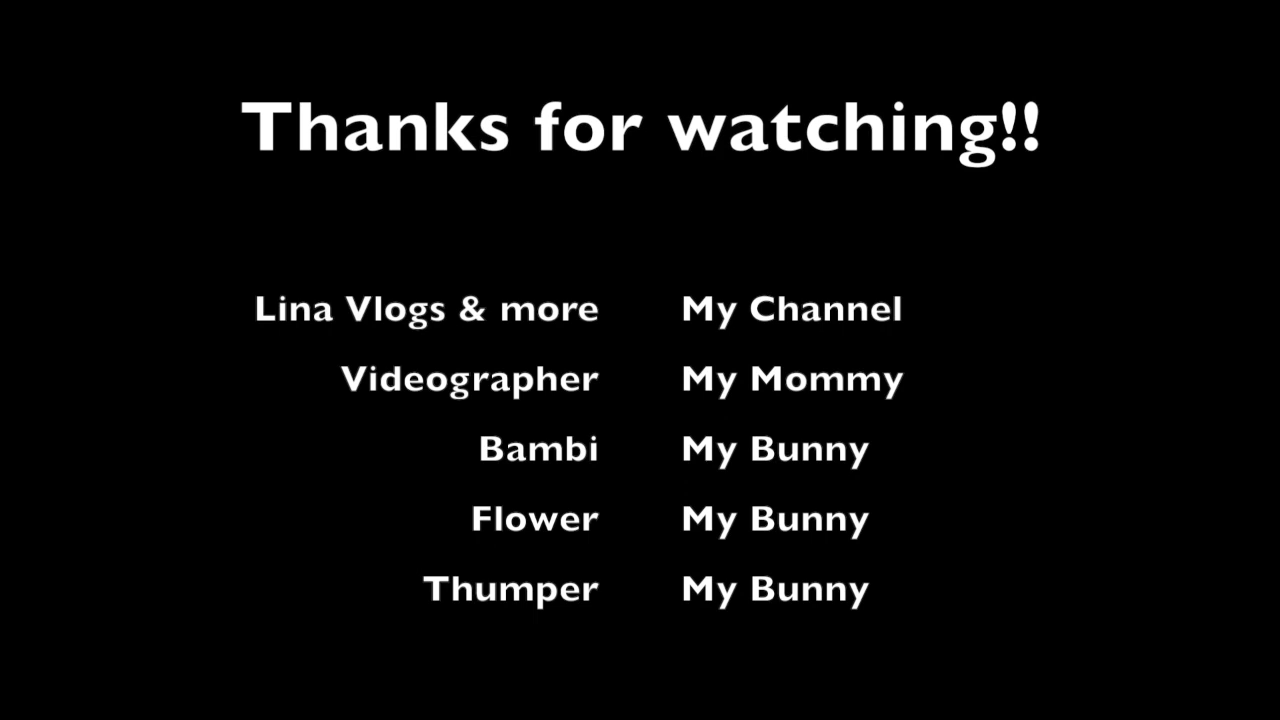 Thanks for watching!!
Lina Vlogs & more My Channel
Videographer My Mommy
Bambi My Bunny
Flower My Bunny
Thumper My Bunny